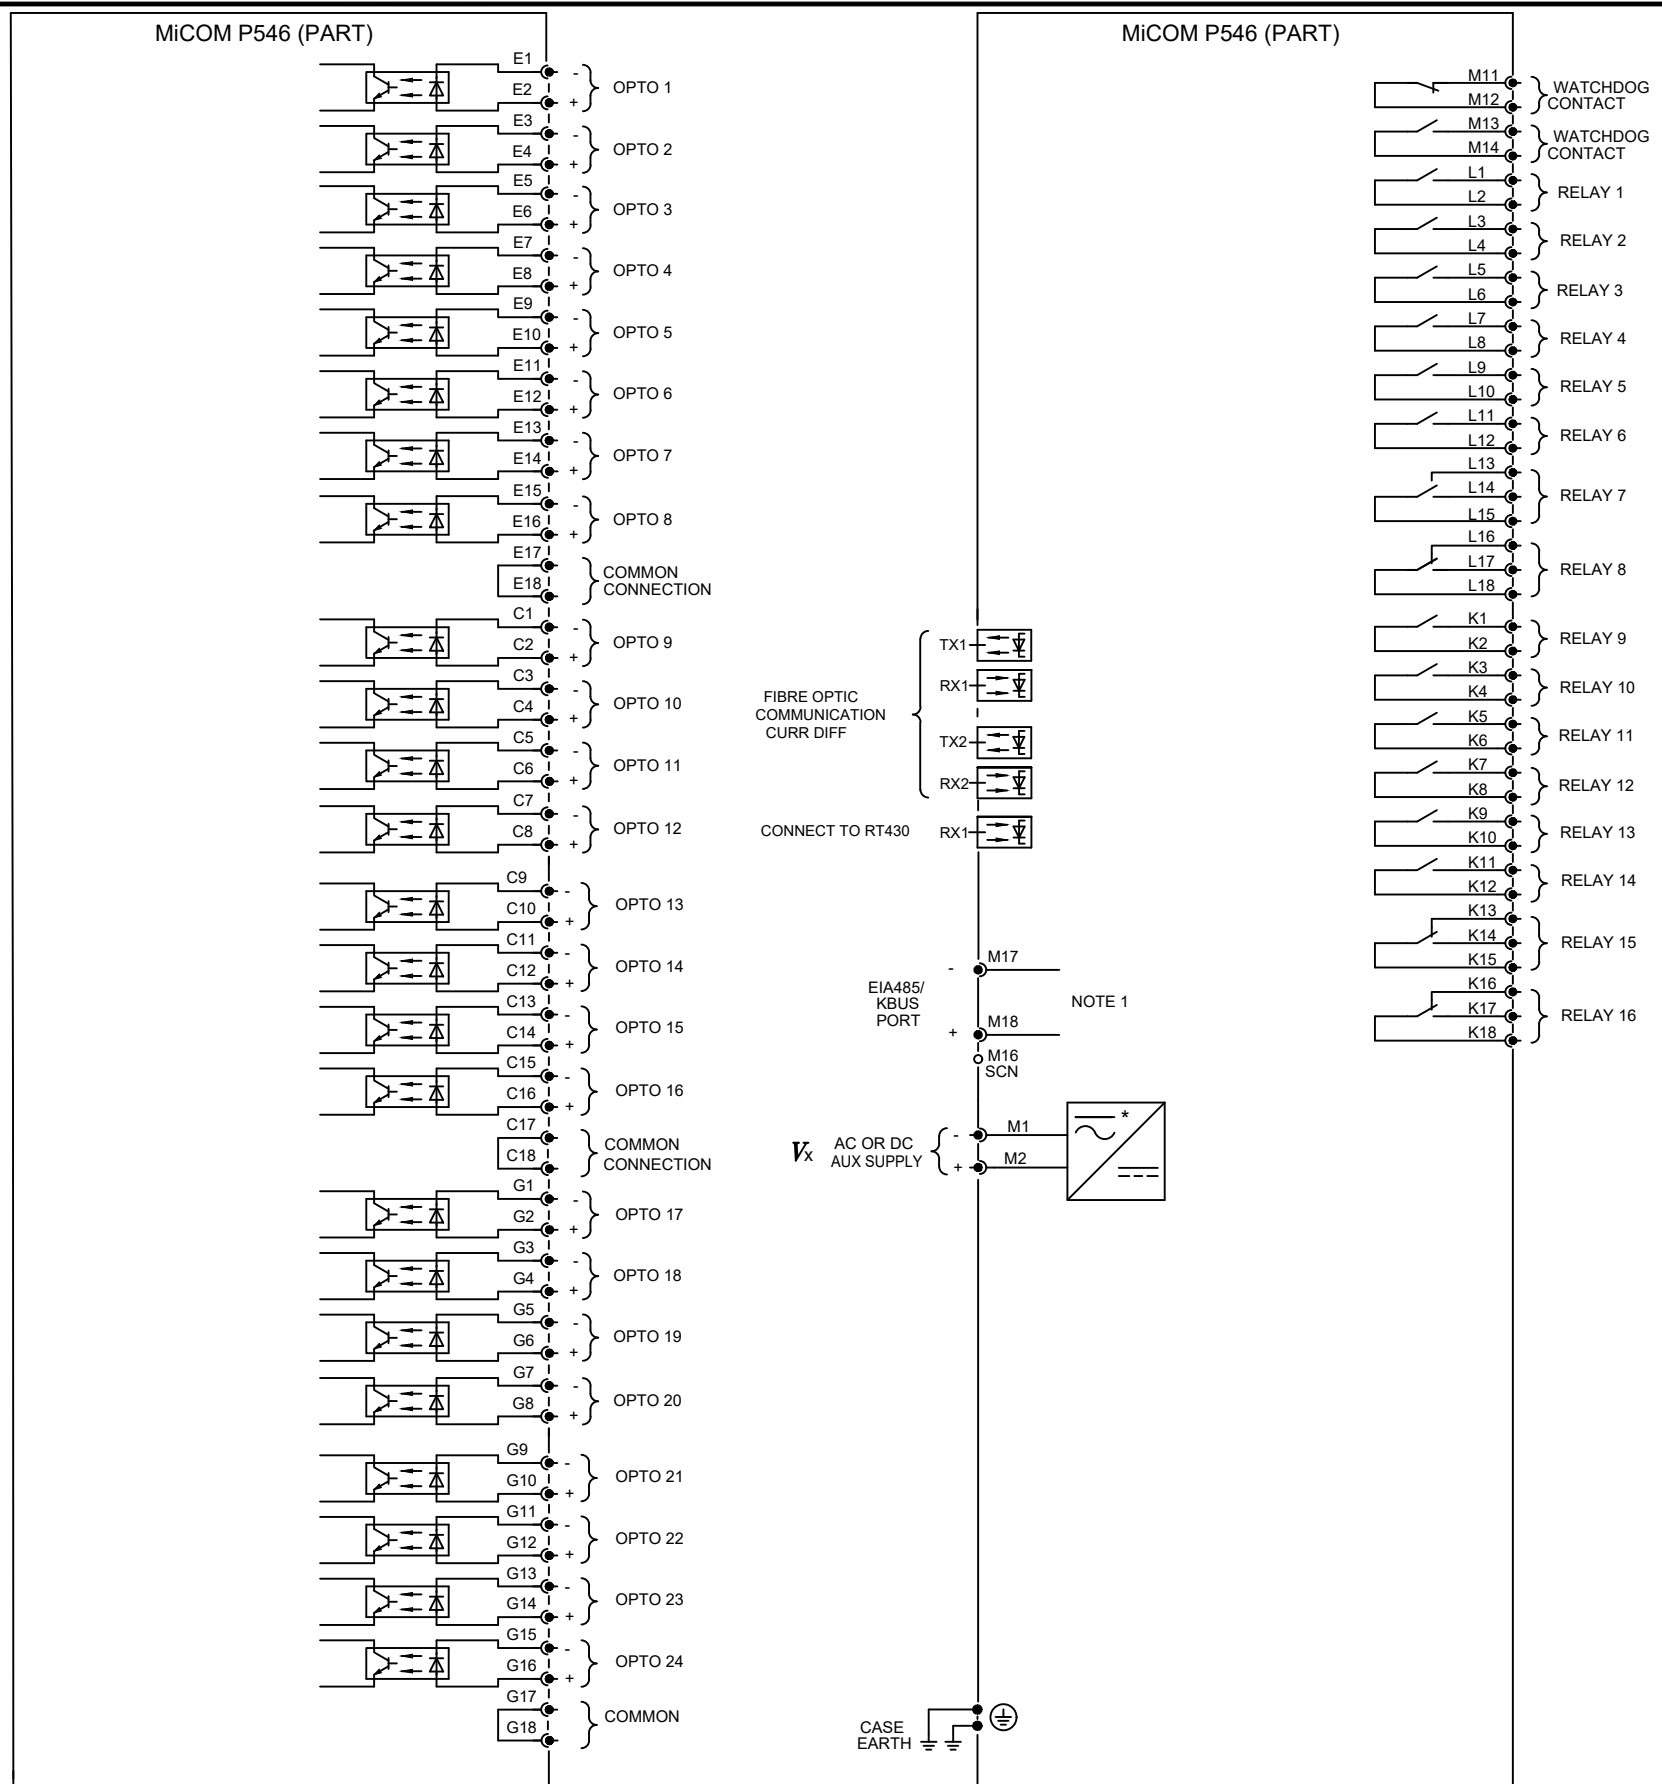 MiCOM P546 (PART)
E1
-
E2
+
OPTO 1
E3
-
E4
+
OPTO 2
E5
-
E6
+
OPTO 3
E7
-
E8
+
OPTO 4
E9
-
E10
+
OPTO 5
E11
-
E12
+
OPTO 6
E13
-
E14
+
OPTO 7
E15
-
E16
+
OPTO 8
E17
E18
COMMON
CONNECTION
C1
-
C2
+
OPTO 9
C3
-
C4
+
OPTO 10
C5
-
C6
+
OPTO 11
C7
-
C8
+
OPTO 12
C9
-
C10
+
OPTO 13
C11
-
C12
+
OPTO 14
C13
-
C14
+
OPTO 15
C15
-
C16
+
OPTO 16
C17
C18
COMMON
CONNECTION
G1
-
G2
+
OPTO 17
G3
-
G4
+
OPTO 18
G5
-
G6
+
OPTO 19
G7
-
G8
+
OPTO 20
G9
-
G10
+
OPTO 21
G11
-
G12
+
OPTO 22
G13
-
G14
+
OPTO 23
G15
-
G16
+
OPTO 24
G17
G18
COMMON
MiCOM P546 (PART)
FIBRE OPTIC
COMMUNICATION
CURR DIFF
TX1
RX1
TX2
RX2
CONNECT TO RT430
RX1
EIA485/
KBUS
PORT
-
M17
+
M18
M16
SCN
NOTE 1
Vx
AC OR DC
AUX SUPPLY
-
M1
+
M2
*
CASE
EARTH
M11
M12
WATCHDOG
CONTACT
M13
M14
WATCHDOG
CONTACT
L1
L2
RELAY 1
L3
L4
RELAY 2
L5
L6
RELAY 3
L7
L8
RELAY 4
L9
L10
RELAY 5
L11
L12
RELAY 6
L13
L14
L15
RELAY 7
L16
L17
L18
RELAY 8
K1
K2
RELAY 9
K3
K4
RELAY 10
K5
K6
RELAY 11
K7
K8
RELAY 12
K9
K10
RELAY 13
K11
K12
RELAY 14
K13
K14
K15
RELAY 15
K16
K17
K18
RELAY 16